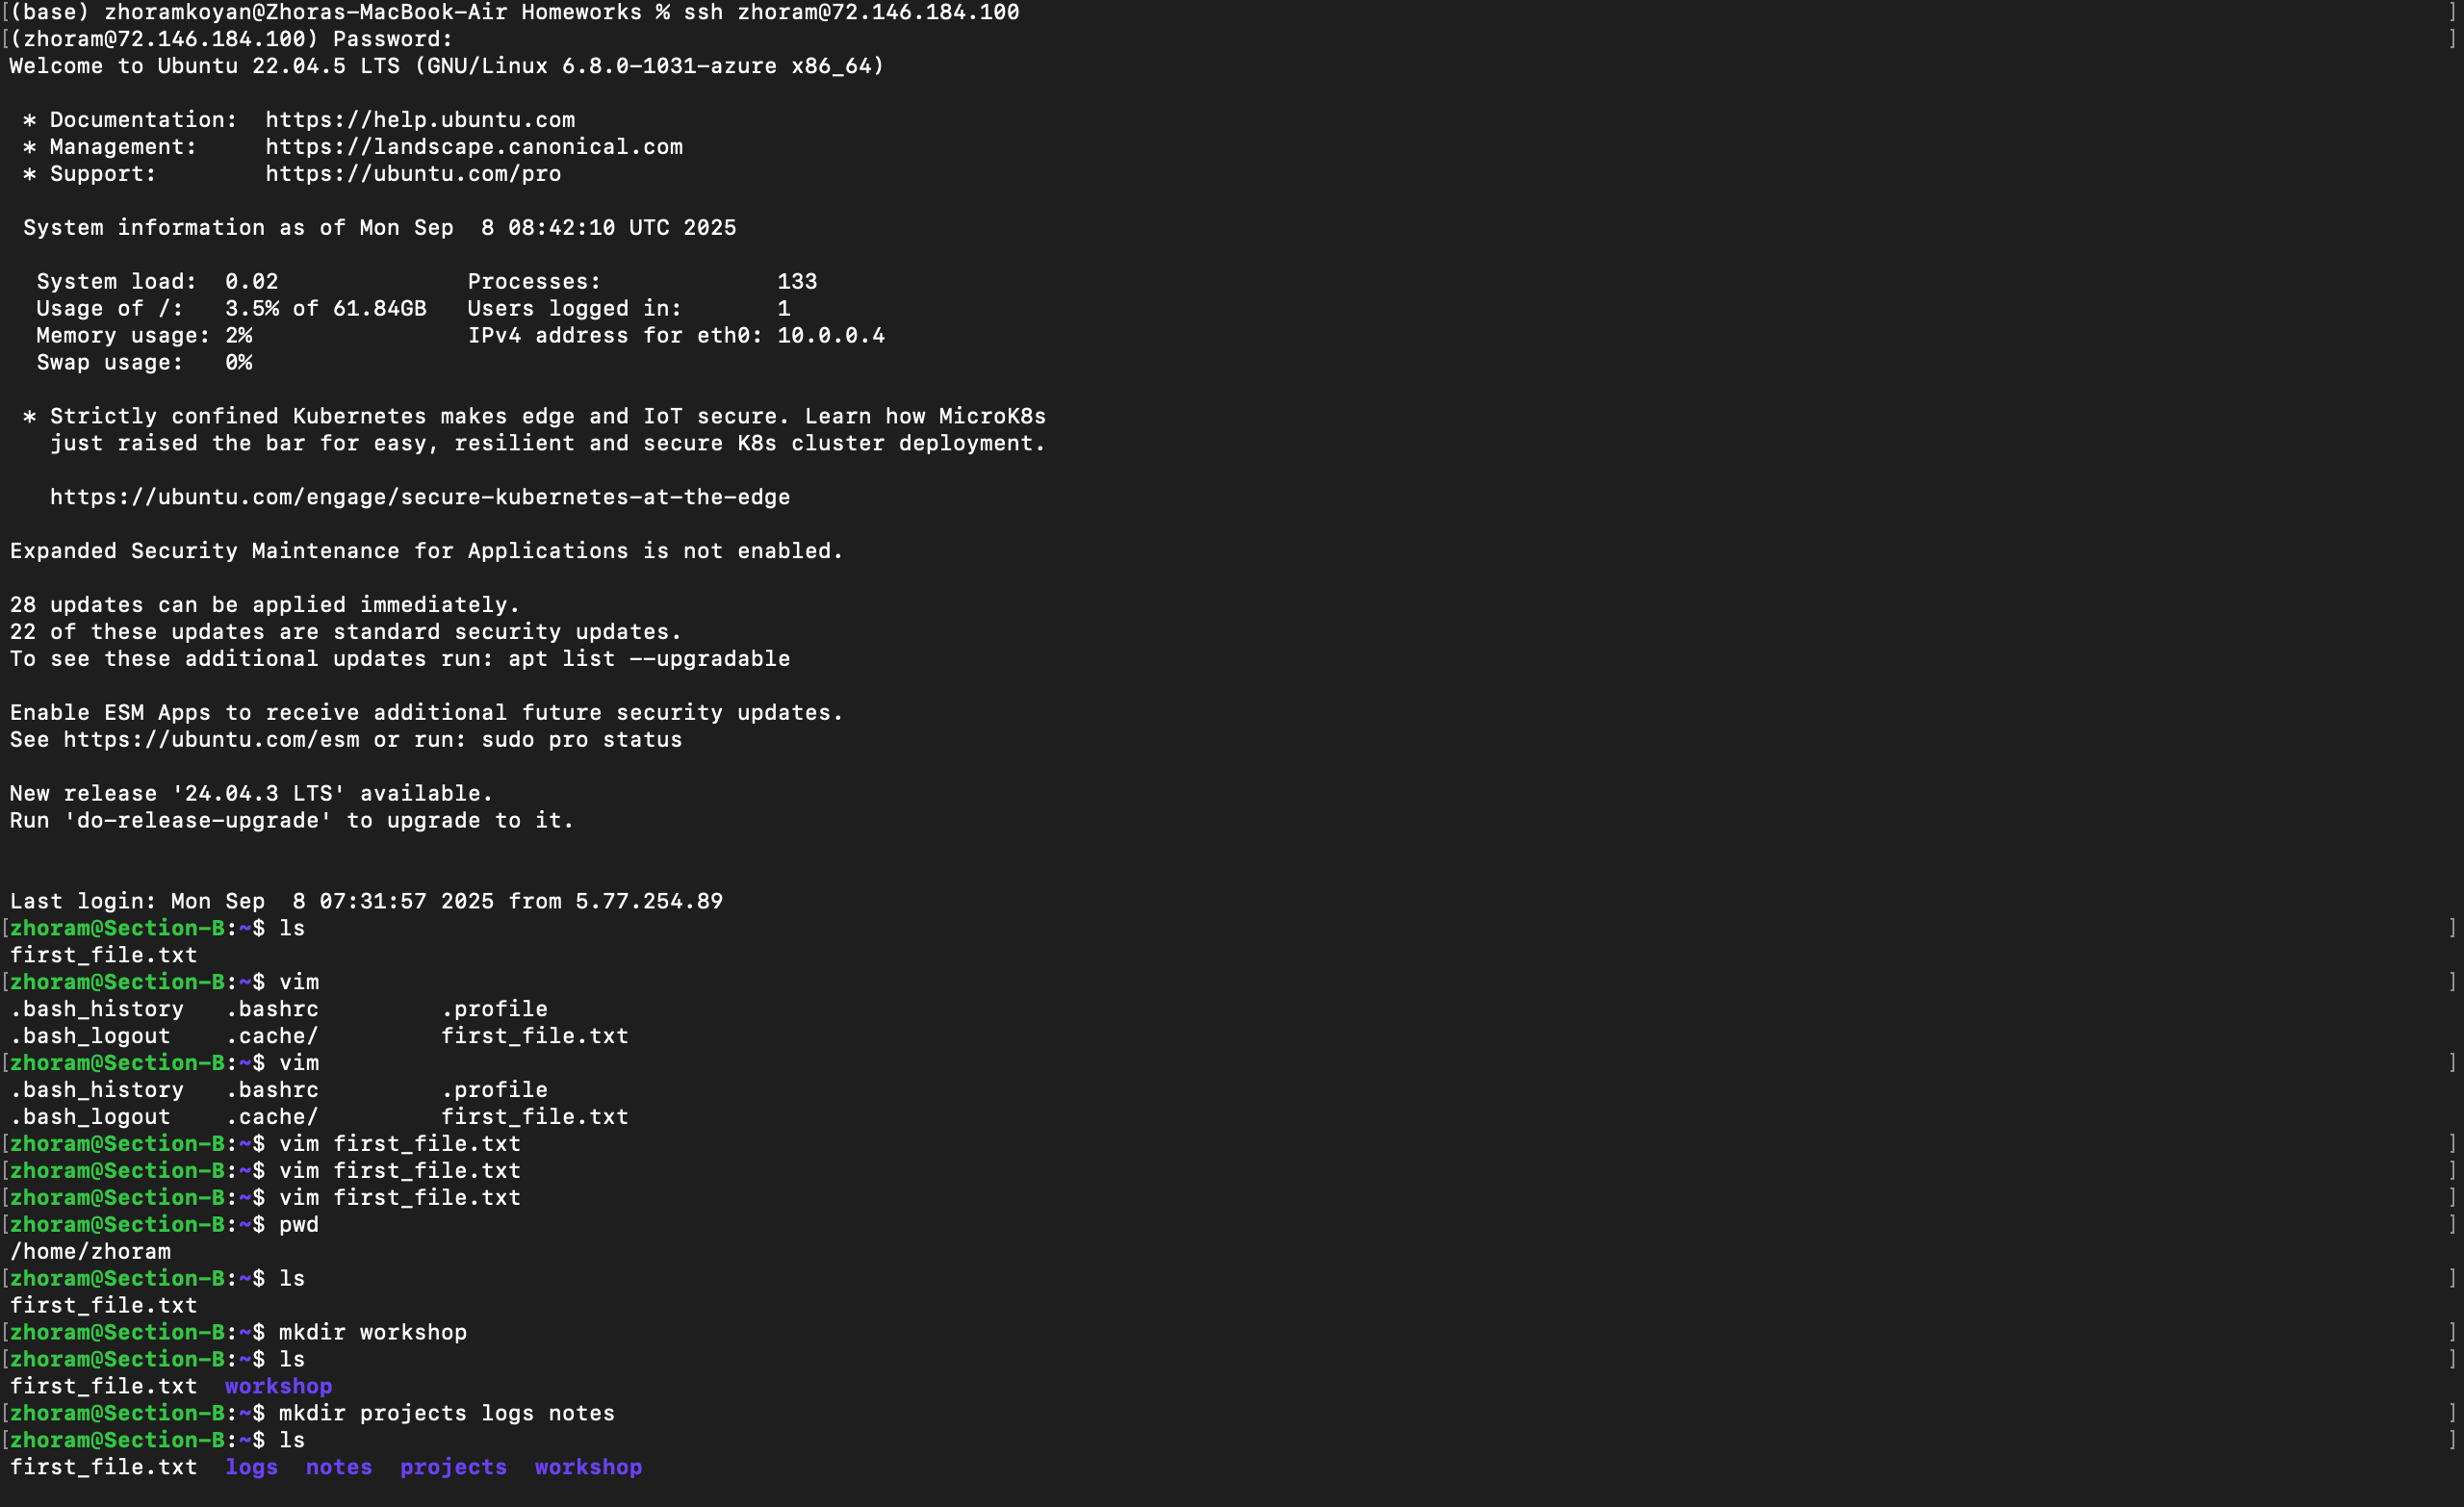 [(base) zhoramkoyan@Zhoras-MacBook-Air Homeworks % ssh zhoram@72.146.184.100 ]
[(zhoram@72.146.184.100) Password: ]
Welcome to Ubuntu 22.04.5 LTS (GNU/Linux 6.8.0-1031-azure x86_64)
* Documentation:  https://help.ubuntu.com
* Management:     https://landscape.canonical.com
* Support:        https://ubuntu.com/pro
System information as of Mon Sep  8 08:42:10 UTC 2025
System load:  0.02              Processes:             133
Usage of /:   3.5% of 61.84GB   Users logged in:       1
Memory usage: 2%                IPv4 address for eth0: 10.0.0.4
Swap usage:   0%
* Strictly confined Kubernetes makes edge and IoT secure. Learn how MicroK8s
just raised the bar for easy, resilient and secure K8s cluster deployment.
https://ubuntu.com/engage/secure-kubernetes-at-the-edge
Expanded Security Maintenance for Applications is not enabled.
28 updates can be applied immediately.
22 of these updates are standard security updates.
To see these additional updates run: apt list --upgradable
Enable ESM Apps to receive additional future security updates.
See https://ubuntu.com/esm or run: sudo pro status
New release '24.04.3 LTS' available.
Run 'do-release-upgrade' to upgrade to it.
Last login: Mon Sep  8 07:31:57 2025 from 5.77.254.89
[zhoram@Section-B:~$ ls ]
first_file.txt
[zhoram@Section-B:~$ vim ]
.bash_history   .bashrc         .profile
.bash_logout    .cache/         first_file.txt
[zhoram@Section-B:~$ vim ]
.bash_history   .bashrc         .profile
.bash_logout    .cache/         first_file.txt
[zhoram@Section-B:~$ vim first_file.txt ]
[zhoram@Section-B:~$ vim first_file.txt ]
[zhoram@Section-B:~$ vim first_file.txt ]
[zhoram@Section-B:~$ pwd ]
/home/zhoram
[zhoram@Section-B:~$ ls ]
first_file.txt
[zhoram@Section-B:~$ mkdir workshop ]
[zhoram@Section-B:~$ ls ]
first_file.txt  workshop
[zhoram@Section-B:~$ mkdir projects logs notes ]
[zhoram@Section-B:~$ ls ]
first_file.txt  logs  notes  projects  workshop